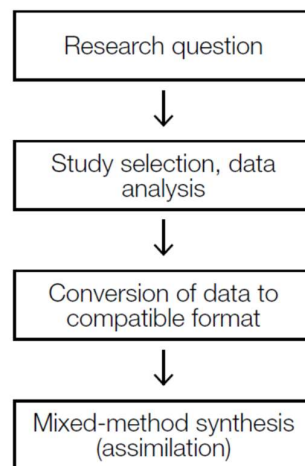 Research question
Study selection, data
analysis
Conversion of data to
compatible format
Mixed-method synthesis
(assimilation)